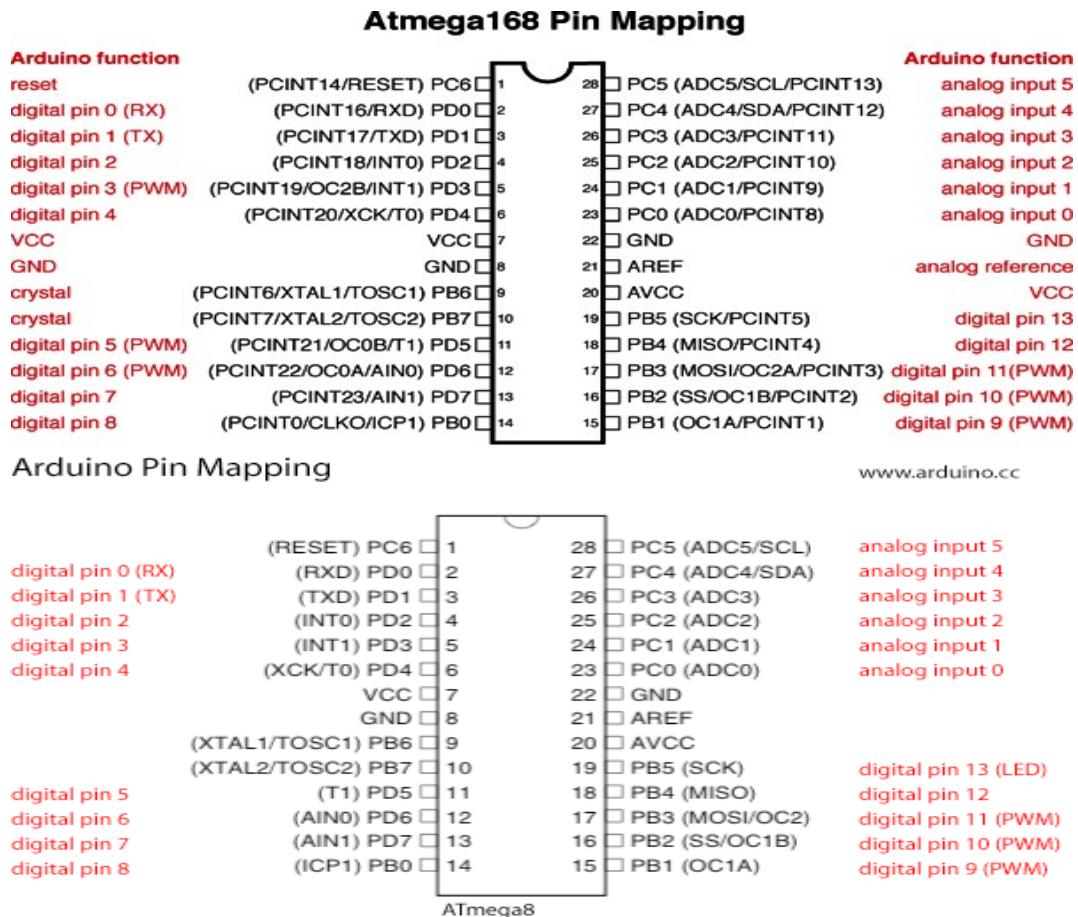 Atmega168 Pin Mapping
Arduino function Arduino function
reset (PCINT14/RESET) PC6 1 28 PC5 (ADC5/SCL/PCINT13) analog input 5
digital pin 0 (RX) (PCINT16/RXD) PD0 2 27 PC4 (ADC4/SDA/PCINT12) analog input 4
digital pin 1 (TX) (PCINT17/TXD) PD1 3 26 PC3 (ADC3/PCINT11) analog input 3
digital pin 2 (PCINT18/INT0) PD2 4 25 PC2 (ADC2/PCINT10) analog input 2
digital pin 3 (PWM) (PCINT19/OC2B/INT1) PD3 5 24 PC1 (ADC1/PCINT9) analog input 1
digital pin 4 (PCINT20/XCK/T0) PD4 6 23 PC0 (ADC0/PCINT8) analog input 0
VCC VCC 7 22 GND GND
GND GND 8 21 AREF analog reference
crystal (PCINT6/XTAL1/TOSC1) PB6 9 20 AVCC VCC
crystal (PCINT7/XTAL2/TOSC2) PB7 10 19 PB5 (SCK/PCINT5) digital pin 13
digital pin 5 (PWM) (PCINT21/OC0B/T1) PD5 11 18 PB4 (MISO/PCINT4) digital pin 12
digital pin 6 (PWM) (PCINT22/OC0A/AIN0) PD6 12 17 PB3 (MOSI/OC2A/PCINT3) digital pin 11(PWM)
digital pin 7 (PCINT23/AIN1) PD7 13 16 PB2 (SS/OC1B/PCINT2) digital pin 10 (PWM)
digital pin 8 (PCINT0/CLKO/ICP1) PB0 14 15 PB1 (OC1A/PCINT1) digital pin 9 (PWM)
Arduino Pin Mapping www.arduino.cc
(RESET) PC6 1 28 PC5 (ADC5/SCL) analog input 5
digital pin 0 (RX) (RXD) PD0 2 27 PC4 (ADC4/SDA) analog input 4
digital pin 1 (TX) (TXD) PD1 3 26 PC3 (ADC3) analog input 3
digital pin 2 (INT0) PD2 4 25 PC2 (ADC2) analog input 2
digital pin 3 (INT1) PD3 5 24 PC1 (ADC1) analog input 1
digital pin 4 (XCK/T0) PD4 6 23 PC0 (ADC0) analog input 0
VCC 7 22 GND
GND 8 21 AREF
(XTAL1/TOSC1) PB6 9 20 AVCC
(XTAL2/TOSC2) PB7 10 19 PB5 (SCK) digital pin 13 (LED)
digital pin 5 (T1) PD5 11 18 PB4 (MISO) digital pin 12
digital pin 6 (AIN0) PD6 12 17 PB3 (MOSI/OC2) digital pin 11 (PWM)
digital pin 7 (AIN1) PD7 13 16 PB2 (SS/OC1B) digital pin 10 (PWM)
digital pin 8 (ICP1) PB0 14 15 PB1 (OC1A) digital pin 9 (PWM)
ATmega8